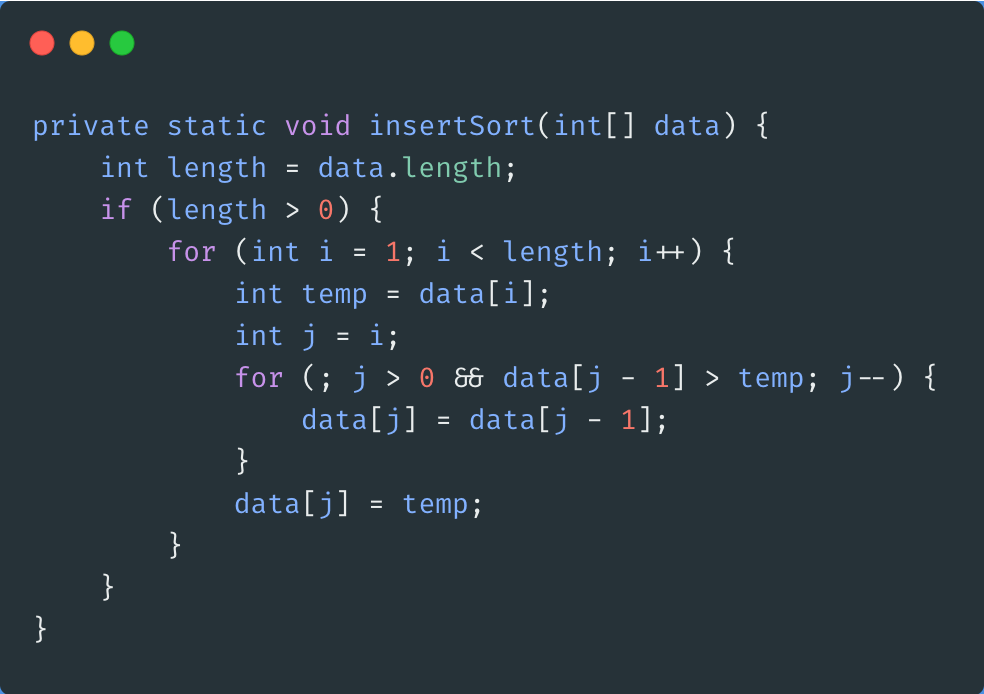 private static void insertSort(int[] data) {
    int length = data.length;
    if (length > 0) {
        for (int i = 1; i < length; i++) {
            int temp = data[i];
            int j = i;
            for (; j > 0 && data[j - 1] > temp; j--) {
                data[j] = data[j - 1];
            }
            data[j] = temp;
        }
    }
}